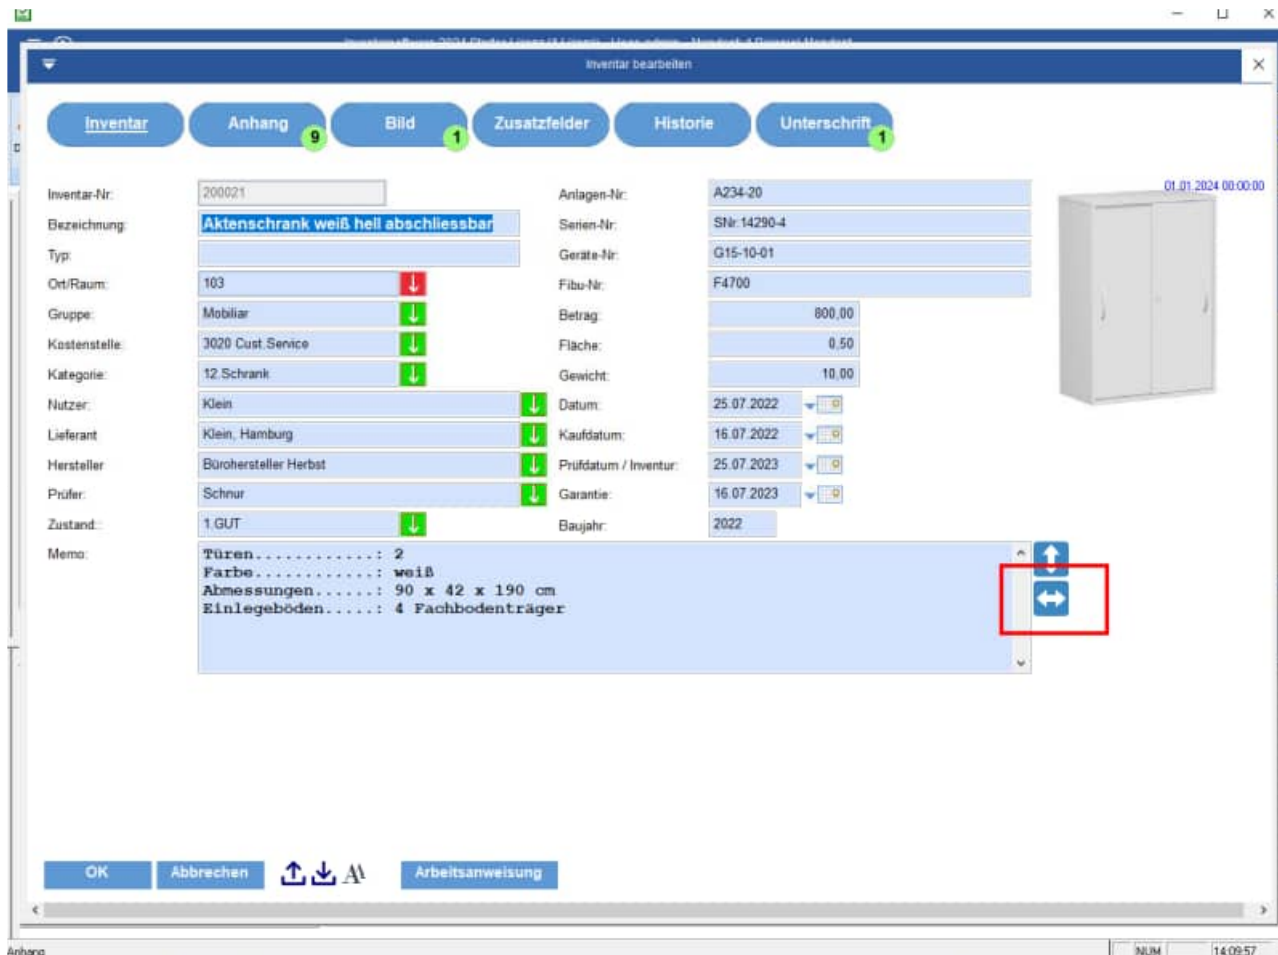 Inventar bearbeiten
Inventar
Anhang 9
Bild 1
Zusatzfelder
Historie
Unterschrift 1
01.01.2024 00:00:00
Inventar-Nr: 200021
Anlagen-Nr: A234-20
Bezeichnung: Aktenschrank weiß hell abschliessbar
Serien-Nr: SNr.14290-4
Typ:
Geräte-Nr: G15-10-01
Ort/Raum: 103
Fibu-Nr: F4700
Gruppe: Mobiliar
Betrag: 800,00
Kostenstelle: 3020 Cust.Service
Fläche: 0,50
Kategorie: 12.Schrank
Gewicht: 10,00
Nutzer: Klein
Datum: 25.07.2022
Lieferant Klein, Hamburg
Kaufdatum: 16.07.2022
Hersteller Bürohersteller Herbst
Prüfdatum / Inventur: 25.07.2023
Prüfer: Schnur
Garantie: 16.07.2023
Zustand: 1.GUT
Baujahr: 2022
Memo:
Türen............: 2
Farbe............: weiß
Abmessungen......: 90 x 42 x 190 cm
Einlegeböden.....: 4 Fachbodenträger
OK
Abbrechen
Arbeitsanweisung
Anhang
NUM
14:09:57